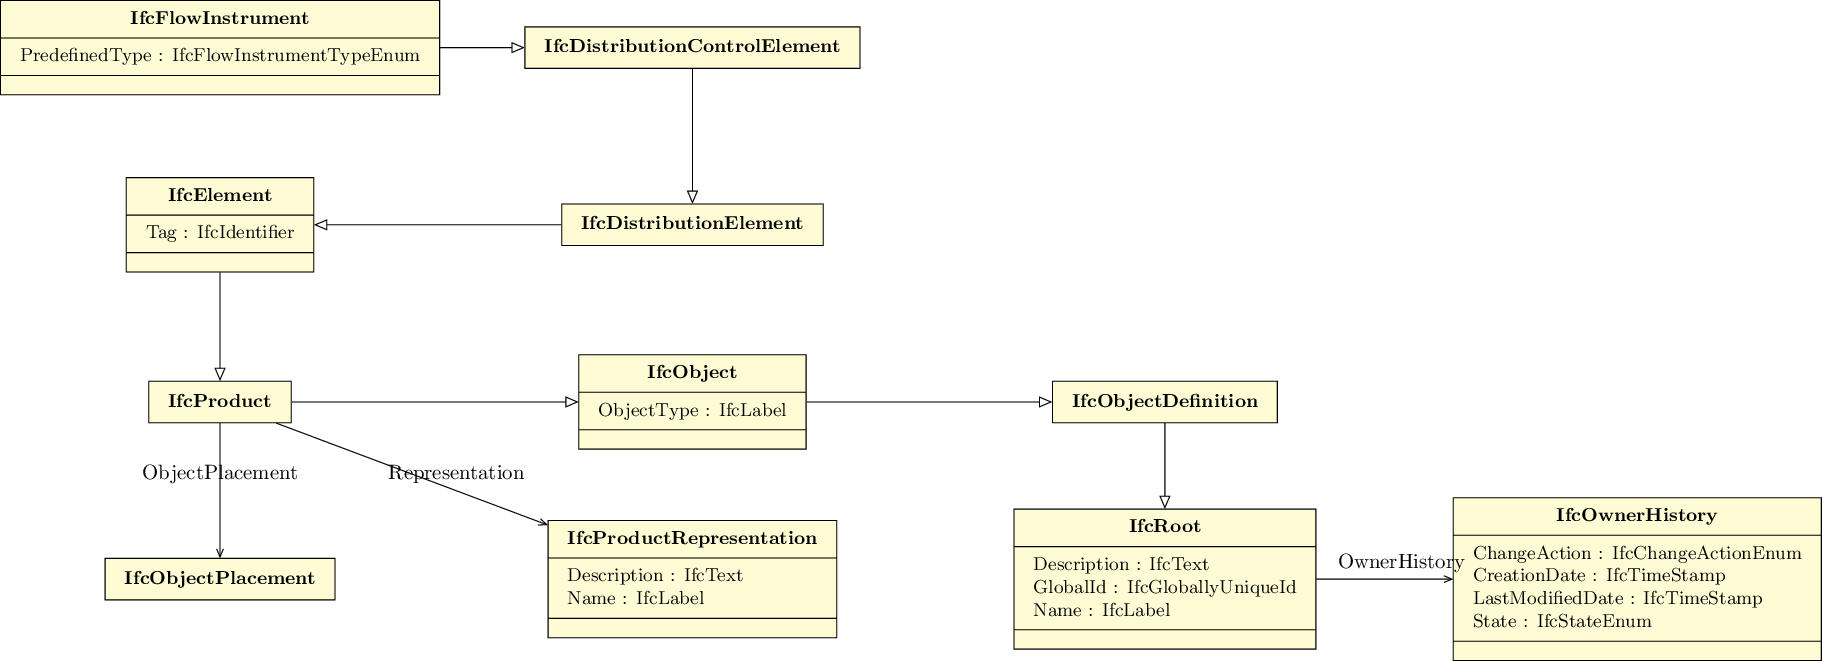 IfcFlowInstrument
PredefinedType : IfcFlowInstrumentTypeEnum
IfcDistributionControlElement
IfcElement
Tag : IfcIdentifier
IfcDistributionElement
IfcProduct
IfcObject
ObjectType : IfcLabel
IfcObjectDefinition
ObjectPlacement
Representation
IfcObjectPlacement
IfcProductRepresentation
Description : IfcText
Name : IfcLabel
IfcRoot
Description : IfcText
GlobalId : IfcGloballyUniqueId
Name : IfcLabel
OwnerHistory
IfcOwnerHistory
ChangeAction : IfcChangeActionEnum
CreationDate : IfcTimeStamp
LastModifiedDate : IfcTimeStamp
State : IfcStateEnum